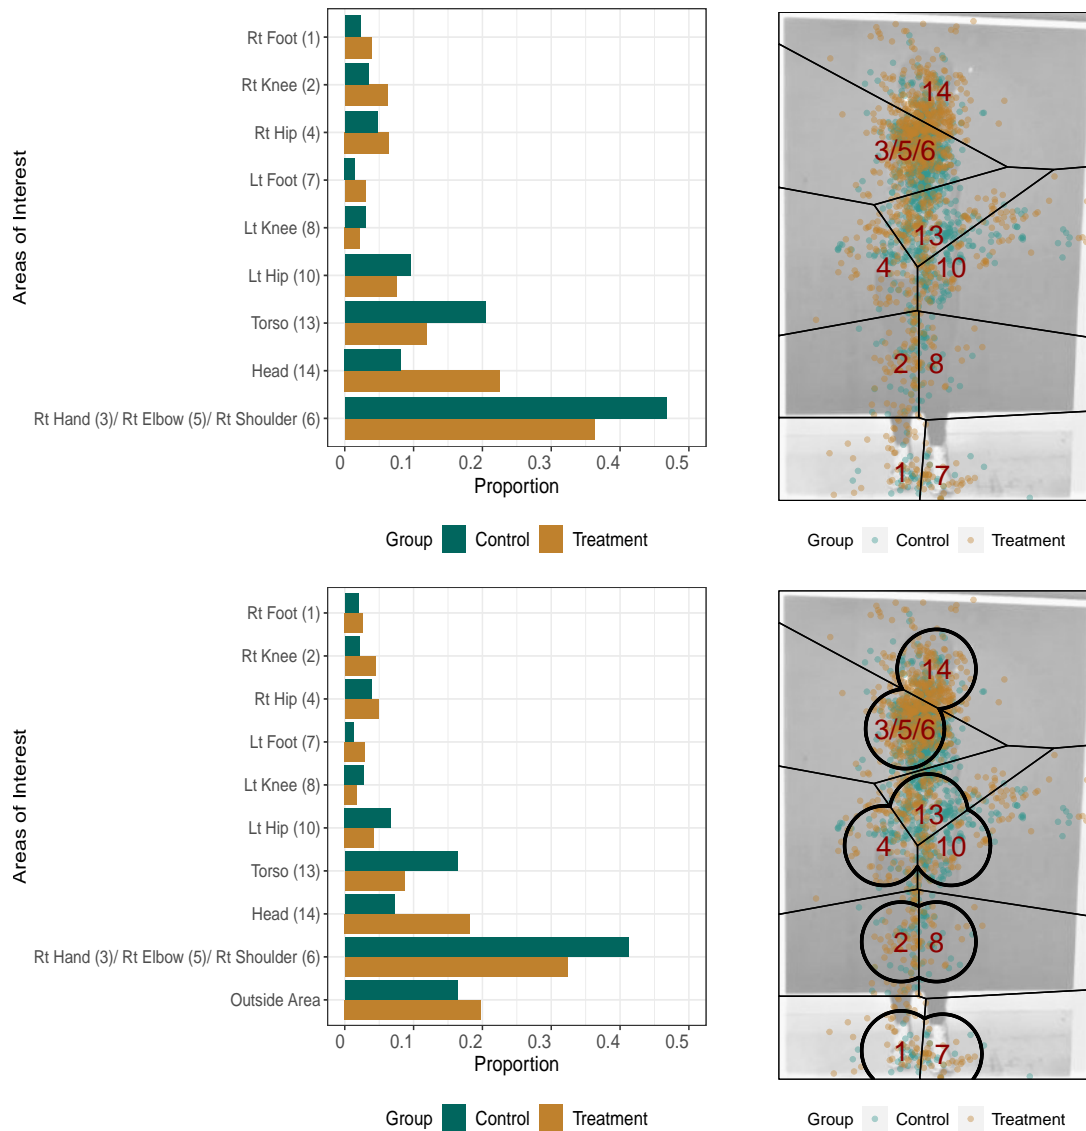 Areas of Interest
Rt Foot (1)
Rt Knee (2)
Rt Hip (4)
Lt Foot (7)
Lt Knee (8)
Lt Hip (10)
Torso (13)
Head (14)
Rt Hand (3)/ Rt Elbow (5)/ Rt Shoulder (6)
0 0.1 0.2 0.3 0.4 0.5
Proportion
Group Control Treatment
14
3/5/6
13
4 10
2 8
1 7
Group Control Treatment
Areas of Interest
Rt Foot (1)
Rt Knee (2)
Rt Hip (4)
Lt Foot (7)
Lt Knee (8)
Lt Hip (10)
Torso (13)
Head (14)
Rt Hand (3)/ Rt Elbow (5)/ Rt Shoulder (6)
Outside Area
0 0.1 0.2 0.3 0.4 0.5
Proportion
Group Control Treatment
14
3/5/6
13
4 10
2 8
1 7
Group Control Treatment